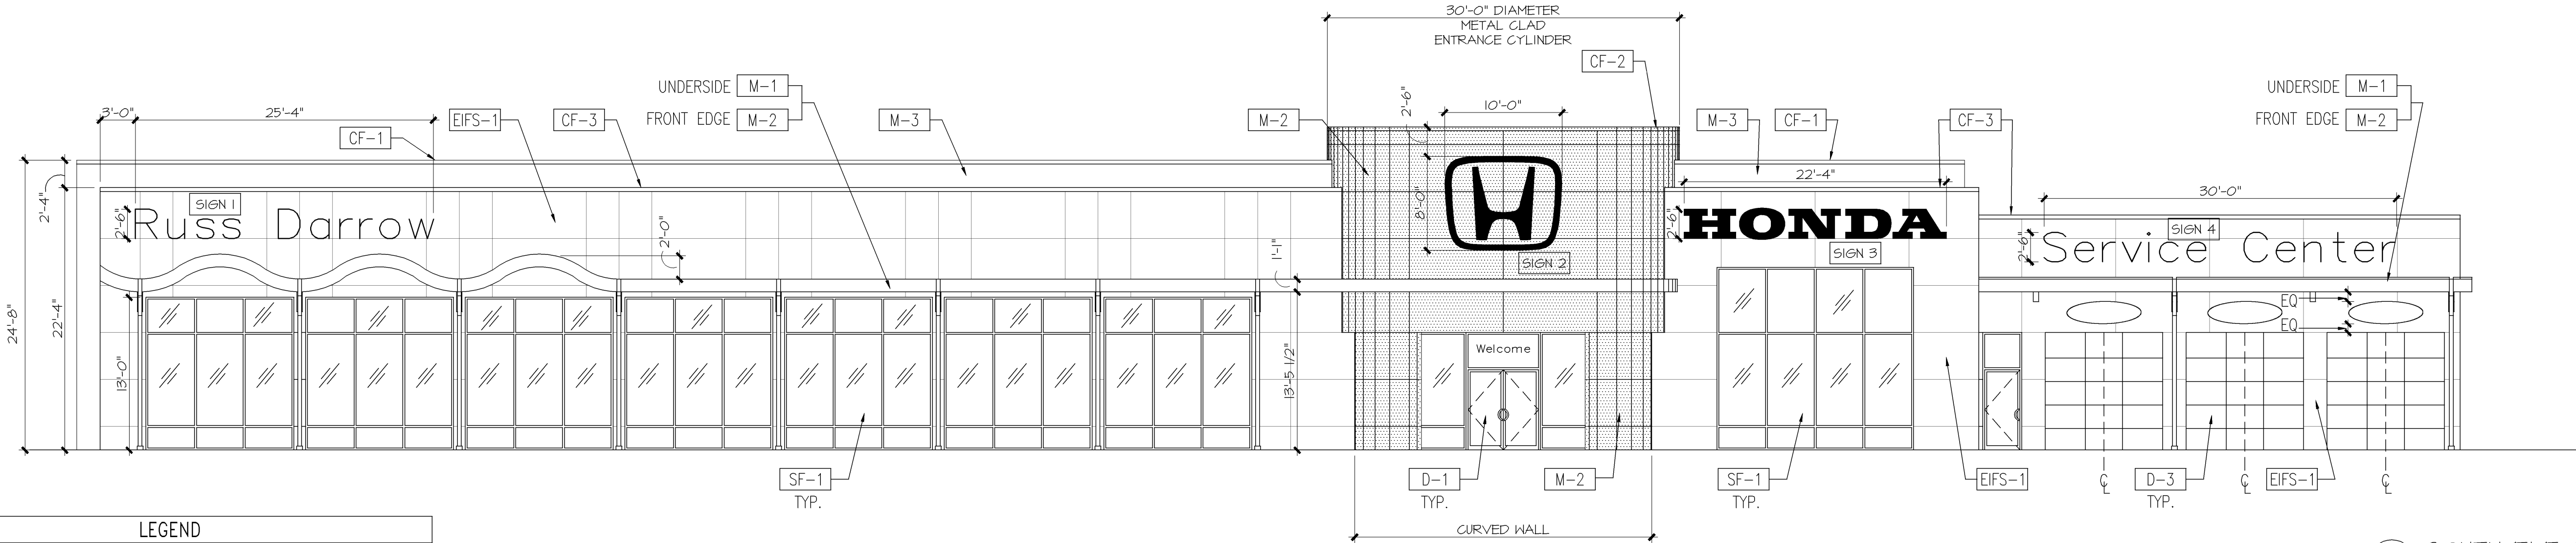 30'-0" DIAMETER
METAL CLAD
ENTRANCE CYLINDER
CF-2
UNDERSIDE M-1
FRONT EDGE M-2
UNDERSIDE M-1
FRONT EDGE M-2
3'-0"
25'-4"
CF-1
EIFS-1
CF-3
M-3
M-2
2'-6"
10'-0"
M-3
CF-1
CF-3
24'-8"
2'-4"
22'-4"
2'-6"
SIGN 1
Russ Darrow
2'-0"
1'-1"
8'-0"
SIGN 2
22'-4"
2'-6"
HONDA
SIGN 3
30'-0"
SIGN 4
2'-6"
Service Center
EQ
EQ
13'-0"
13'-5 1/2"
Welcome
SF-1
TYP.
D-1
TYP.
M-2
SF-1
TYP.
EIFS-1
CL
D-3
TYP.
CL
EIFS-1
CL
CURVED WALL
LEGEND